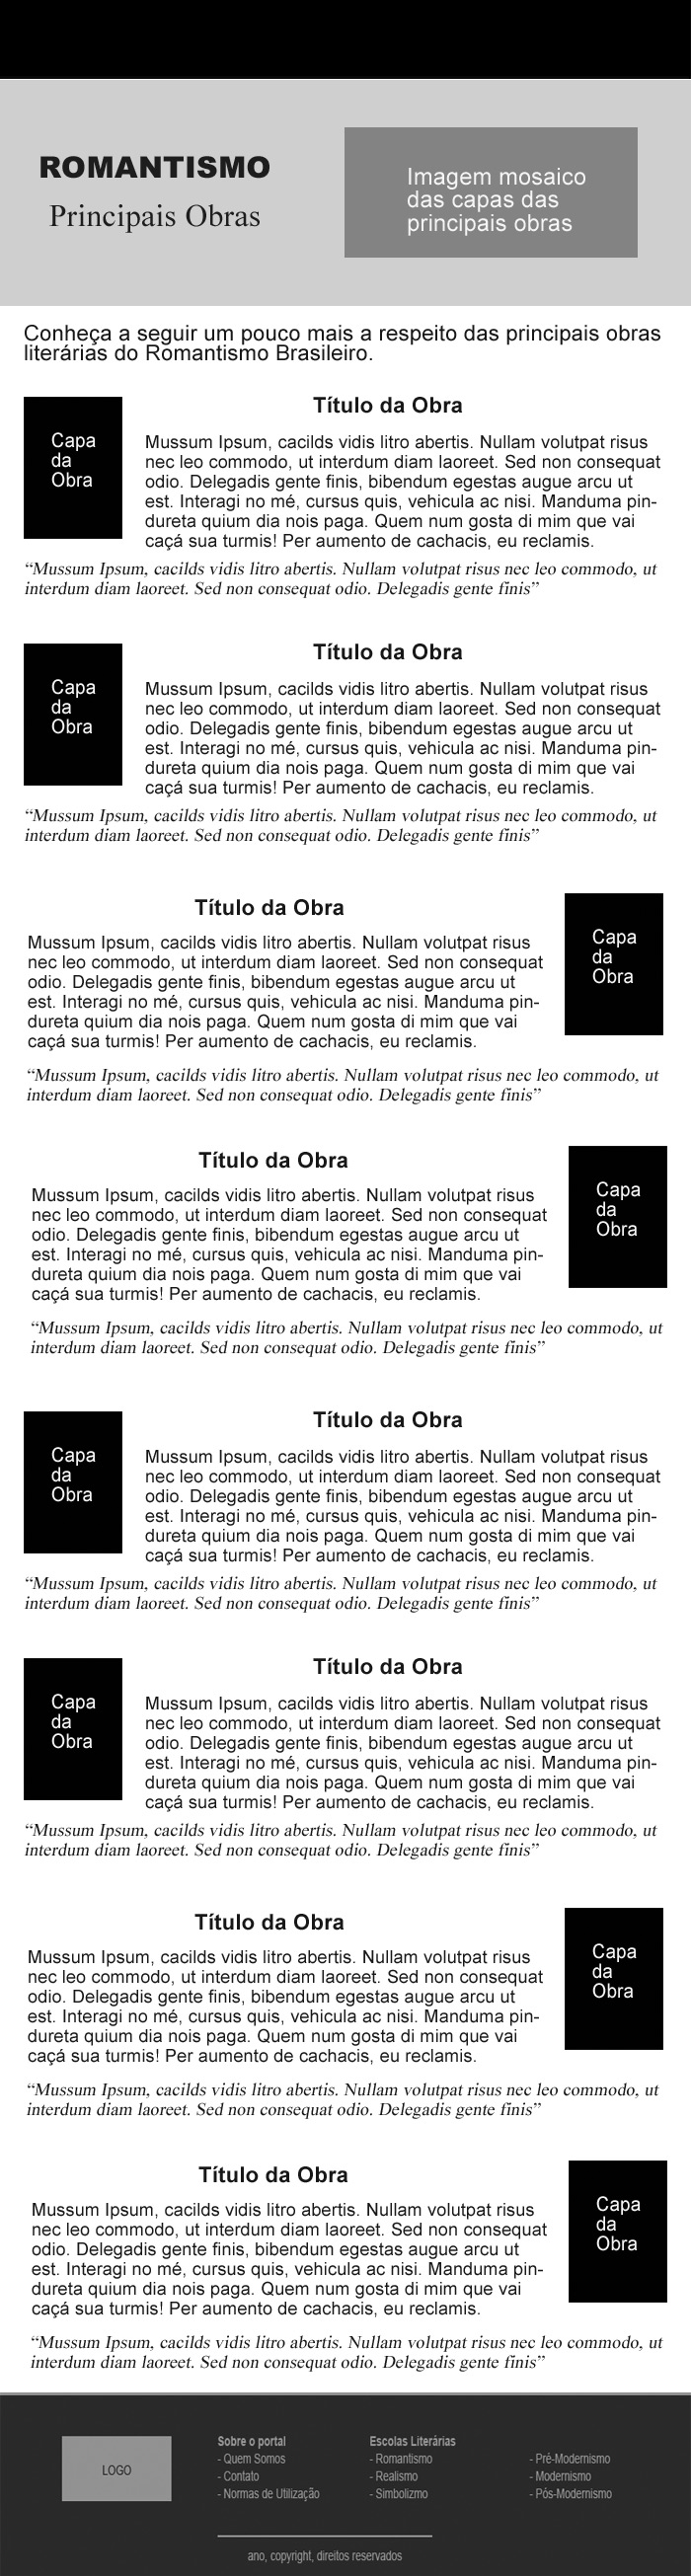 ROMANTISMO
Principais Obras
Imagem mosaico
das capas das
principais obras
Conheça a seguir um pouco mais a respeito das principais obras
literárias do Romantismo Brasileiro.
Capa
da
Obra
Título da Obra
Mussum Ipsum, cacilds vidis litro abertis. Nullam volutpat risus
nec leo commodo, ut interdum diam laoreet. Sed non consequat
odio. Delegadis gente finis, bibendum egestas augue arcu ut
est. Interagi no mé, cursus quis, vehicula ac nisi. Manduma pin-
dureta quium dia nois paga. Quem num gosta di mim que vai
caçá sua turmis! Per aumento de cachacis, eu reclamis.
“Mussum Ipsum, cacilds vidis litro abertis. Nullam volutpat risus nec leo commodo, ut
interdum diam laoreet. Sed non consequat odio. Delegadis gente finis”
Capa
da
Obra
Título da Obra
Mussum Ipsum, cacilds vidis litro abertis. Nullam volutpat risus
nec leo commodo, ut interdum diam laoreet. Sed non consequat
odio. Delegadis gente finis, bibendum egestas augue arcu ut
est. Interagi no mé, cursus quis, vehicula ac nisi. Manduma pin-
dureta quium dia nois paga. Quem num gosta di mim que vai
caçá sua turmis! Per aumento de cachacis, eu reclamis.
“Mussum Ipsum, cacilds vidis litro abertis. Nullam volutpat risus nec leo commodo, ut
interdum diam laoreet. Sed non consequat odio. Delegadis gente finis”
Título da Obra
Mussum Ipsum, cacilds vidis litro abertis. Nullam volutpat risus
nec leo commodo, ut interdum diam laoreet. Sed non consequat
odio. Delegadis gente finis, bibendum egestas augue arcu ut
est. Interagi no mé, cursus quis, vehicula ac nisi. Manduma pin-
dureta quium dia nois paga. Quem num gosta di mim que vai
caçá sua turmis! Per aumento de cachacis, eu reclamis.
Capa
da
Obra
“Mussum Ipsum, cacilds vidis litro abertis. Nullam volutpat risus nec leo commodo, ut
interdum diam laoreet. Sed non consequat odio. Delegadis gente finis”
Título da Obra
Mussum Ipsum, cacilds vidis litro abertis. Nullam volutpat risus
nec leo commodo, ut interdum diam laoreet. Sed non consequat
odio. Delegadis gente finis, bibendum egestas augue arcu ut
est. Interagi no mé, cursus quis, vehicula ac nisi. Manduma pin-
dureta quium dia nois paga. Quem num gosta di mim que vai
caçá sua turmis! Per aumento de cachacis, eu reclamis.
Capa
da
Obra
“Mussum Ipsum, cacilds vidis litro abertis. Nullam volutpat risus nec leo commodo, ut
interdum diam laoreet. Sed non consequat odio. Delegadis gente finis”
Capa
da
Obra
Título da Obra
Mussum Ipsum, cacilds vidis litro abertis. Nullam volutpat risus
nec leo commodo, ut interdum diam laoreet. Sed non consequat
odio. Delegadis gente finis, bibendum egestas augue arcu ut
est. Interagi no mé, cursus quis, vehicula ac nisi. Manduma pin-
dureta quium dia nois paga. Quem num gosta di mim que vai
caçá sua turmis! Per aumento de cachacis, eu reclamis.
“Mussum Ipsum, cacilds vidis litro abertis. Nullam volutpat risus nec leo commodo, ut
interdum diam laoreet. Sed non consequat odio. Delegadis gente finis”
Capa
da
Obra
Título da Obra
Mussum Ipsum, cacilds vidis litro abertis. Nullam volutpat risus
nec leo commodo, ut interdum diam laoreet. Sed non consequat
odio. Delegadis gente finis, bibendum egestas augue arcu ut
est. Interagi no mé, cursus quis, vehicula ac nisi. Manduma pin-
dureta quium dia nois paga. Quem num gosta di mim que vai
caçá sua turmis! Per aumento de cachacis, eu reclamis.
“Mussum Ipsum, cacilds vidis litro abertis. Nullam volutpat risus nec leo commodo, ut
interdum diam laoreet. Sed non consequat odio. Delegadis gente finis”
Título da Obra
Mussum Ipsum, cacilds vidis litro abertis. Nullam volutpat risus
nec leo commodo, ut interdum diam laoreet. Sed non consequat
odio. Delegadis gente finis, bibendum egestas augue arcu ut
est. Interagi no mé, cursus quis, vehicula ac nisi. Manduma pin-
dureta quium dia nois paga. Quem num gosta di mim que vai
caçá sua turmis! Per aumento de cachacis, eu reclamis.
Capa
da
Obra
“Mussum Ipsum, cacilds vidis litro abertis. Nullam volutpat risus nec leo commodo, ut
interdum diam laoreet. Sed non consequat odio. Delegadis gente finis”
Título da Obra
Mussum Ipsum, cacilds vidis litro abertis. Nullam volutpat risus
nec leo commodo, ut interdum diam laoreet. Sed non consequat
odio. Delegadis gente finis, bibendum egestas augue arcu ut
est. Interagi no mé, cursus quis, vehicula ac nisi. Manduma pin-
dureta quium dia nois paga. Quem num gosta di mim que vai
caçá sua turmis! Per aumento de cachacis, eu reclamis.
Capa
da
Obra
“Mussum Ipsum, cacilds vidis litro abertis. Nullam volutpat risus nec leo commodo, ut
interdum diam laoreet. Sed non consequat odio. Delegadis gente finis”
LOGO
Sobre o portal
- Quem Somos
- Contato
- Normas de Utilização
Escolas Literárias
- Romantismo
- Realismo
- Simbolizmo
- Pré-Modernismo
- Modernismo
- Pós-Modernismo
ano, copyright, direitos reservados